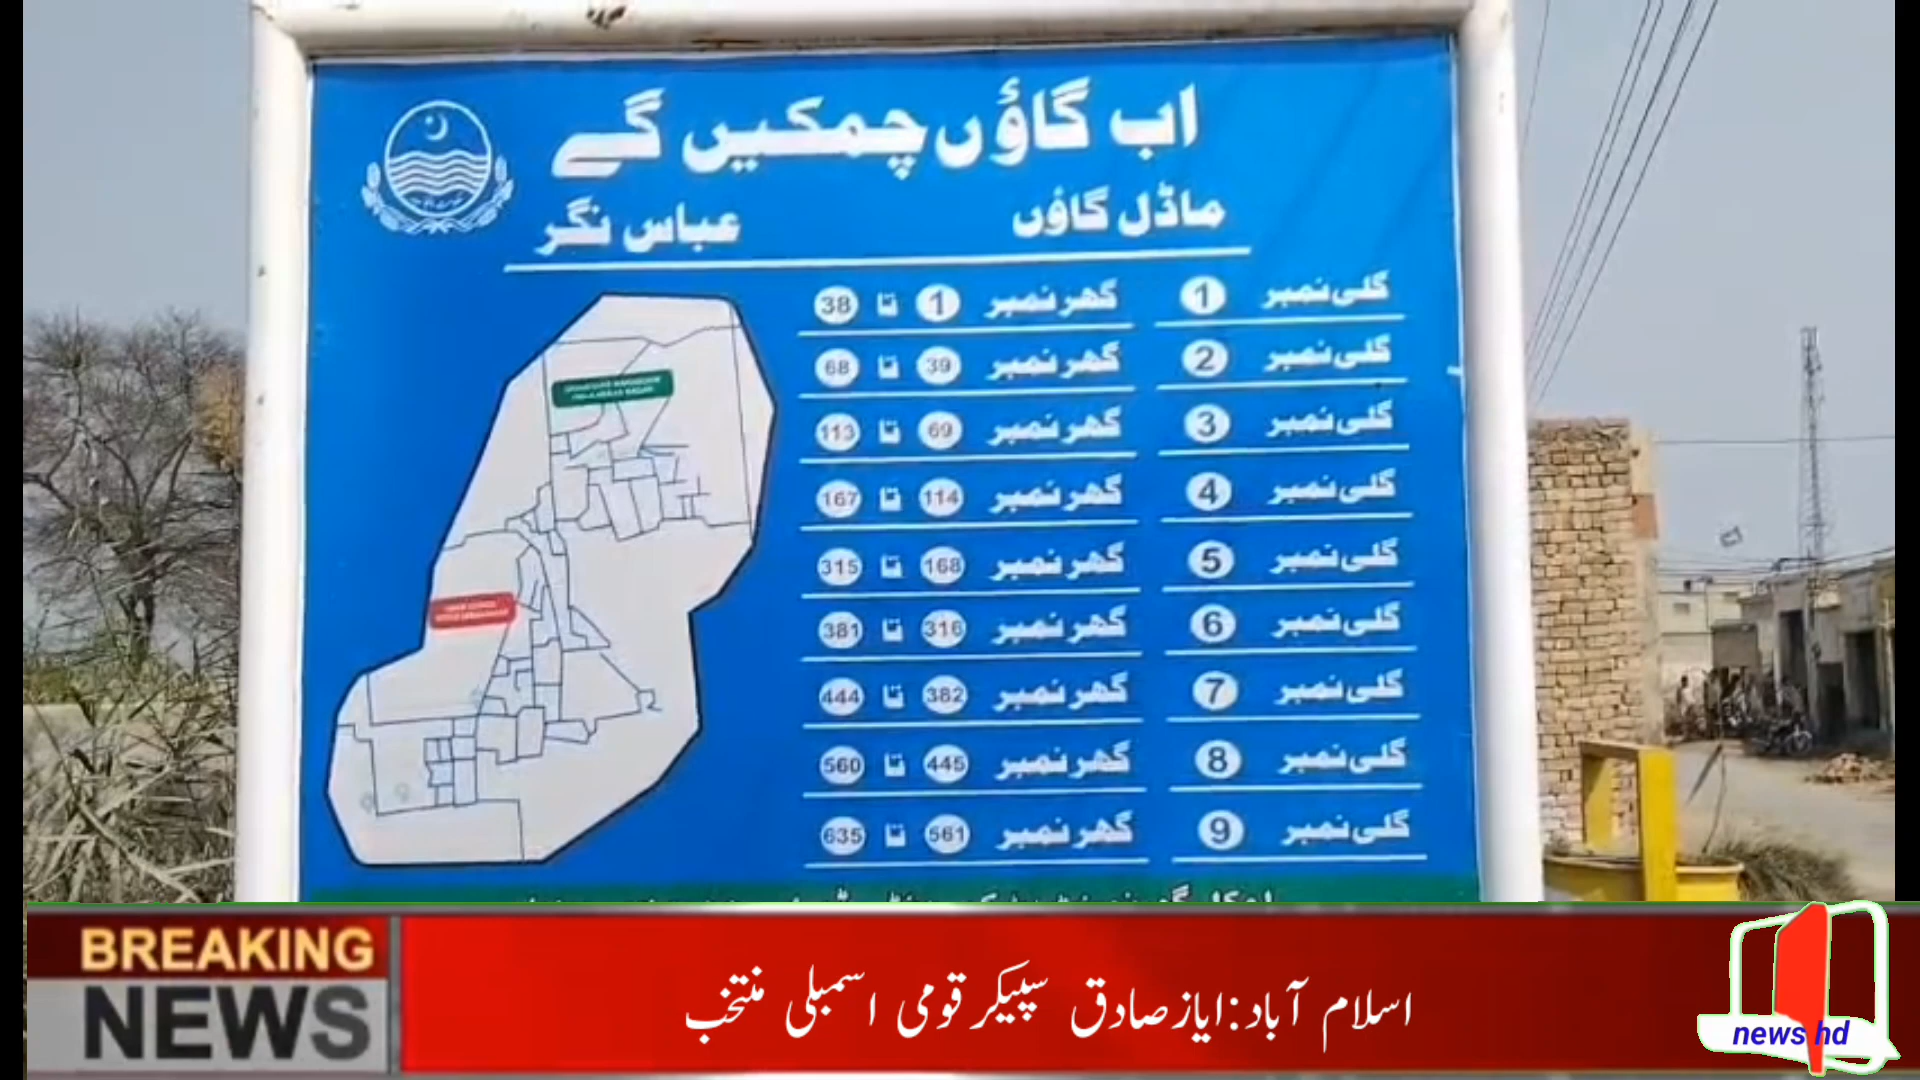 اب گاؤں چمکیں گے
ماڈل گاؤں عباس نگر
گلی نمبر 1 گھر نمبر 1 تا 38
گلی نمبر 2 گھر نمبر 39 تا 68
گلی نمبر 3 گھر نمبر 69 تا 113
گلی نمبر 4 گھر نمبر 114 تا 167
گلی نمبر 5 گھر نمبر 168 تا 315
گلی نمبر 6 گھر نمبر 316 تا 381
گلی نمبر 7 گھر نمبر 382 تا 444
گلی نمبر 8 گھر نمبر 445 تا 560
گلی نمبر 9 گھر نمبر 561 تا 635
BREAKING
NEWS
اسلام آباد:ایازصادق سپیکرقومی اسمبلی منتخب
news hd